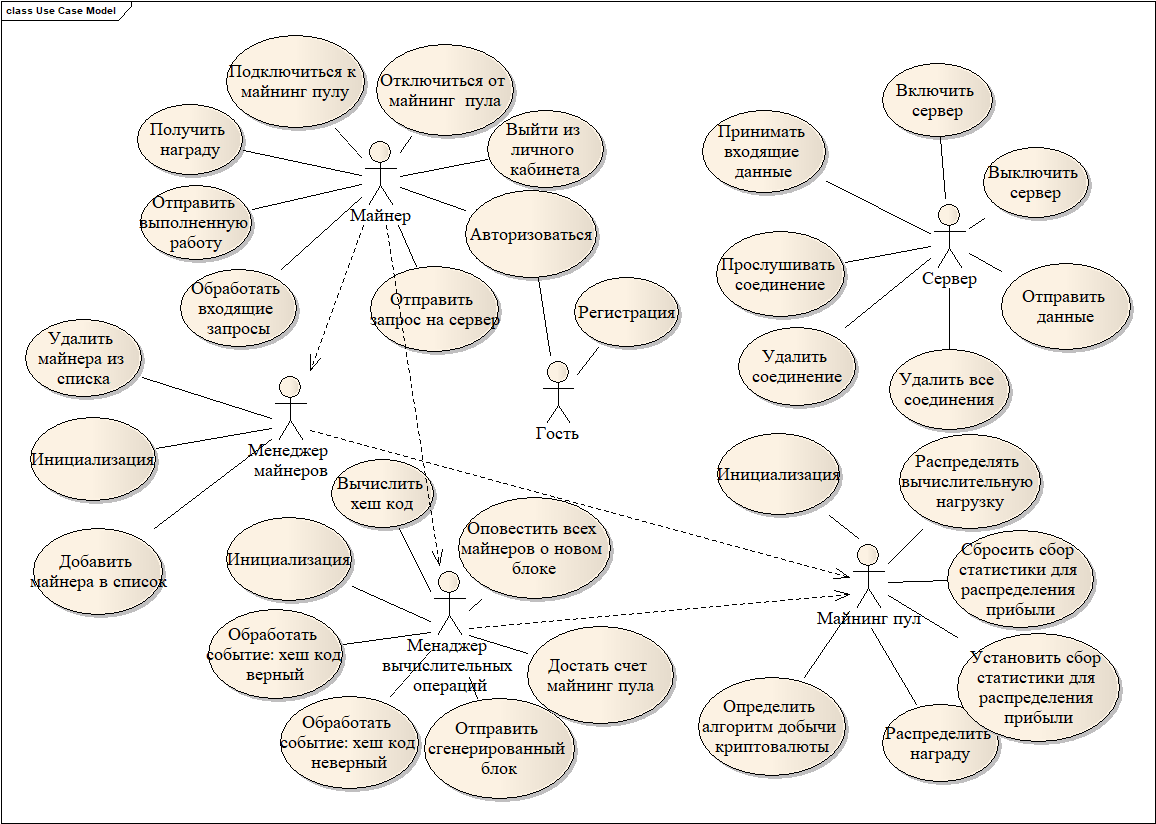 class Use Case Model
Подключиться к
майнинг пулу
Отключиться от
майнинг пула
Получить
награду
Выйти из
личного
кабинета
Отправить
выполненную
работу
Майнер
Авторизоваться
Обработать
входящие
запросы
Отправить
запрос на сервер
Регистрация
Гость
Удалить
майнера из
списка
Инициализация
Менеджер
майнеров
Добавить
майнера в список
Вычислить
хеш код
Инициализация
Оповестить всех
майнеров о новом
блоке
Обработать
событие: хеш код
верный
Менаджер
вычислительных
операций
Достать счет
майнинг пула
Обработать
событие: хеш код
неверный
Отправить
сгенерированный
блок
Включить
сервер
Принимать
входящие
данные
Выключить
сервер
Сервер
Прослушивать
соединение
Отправить
данные
Удалить
соединение
Удалить все
соединения
Инициализация
Распределять
вычислительную
нагрузку
Сбросить сбор
статистики для
распределения
прибыли
Майнинг пул
Установить сбор
статистики для
распределения
прибыли
Определить
алгоритм добычи
криптовалюты
Распределить
награду